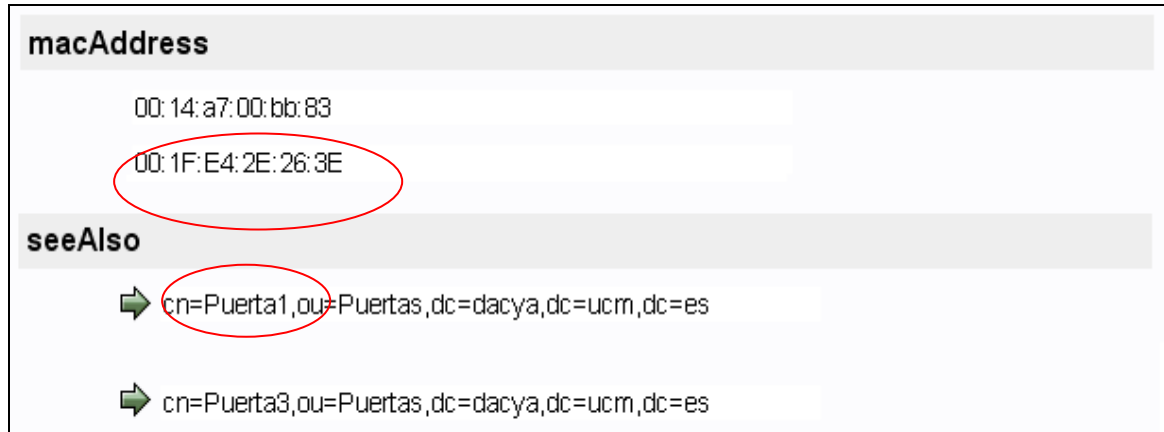 macAddress
00:14:a7:00:bb:83
00:1F:E4:2E:26:3E
seeAlso
cn=Puerta1,ou=Puertas,dc=dacya,dc=ucm,dc=es
cn=Puerta3,ou=Puertas,dc=dacya,dc=ucm,dc=es